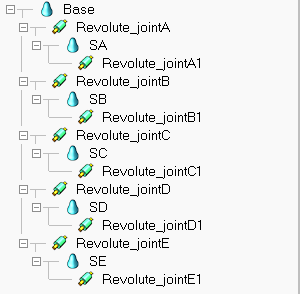 Base
Revolute_jointA
SA
Revolute_jointA1
Revolute_jointB
SB
Revolute_jointB1
Revolute_jointC
SC
Revolute_jointC1
Revolute_jointD
SD
Revolute_jointD1
Revolute_jointE
SE
Revolute_jointE1